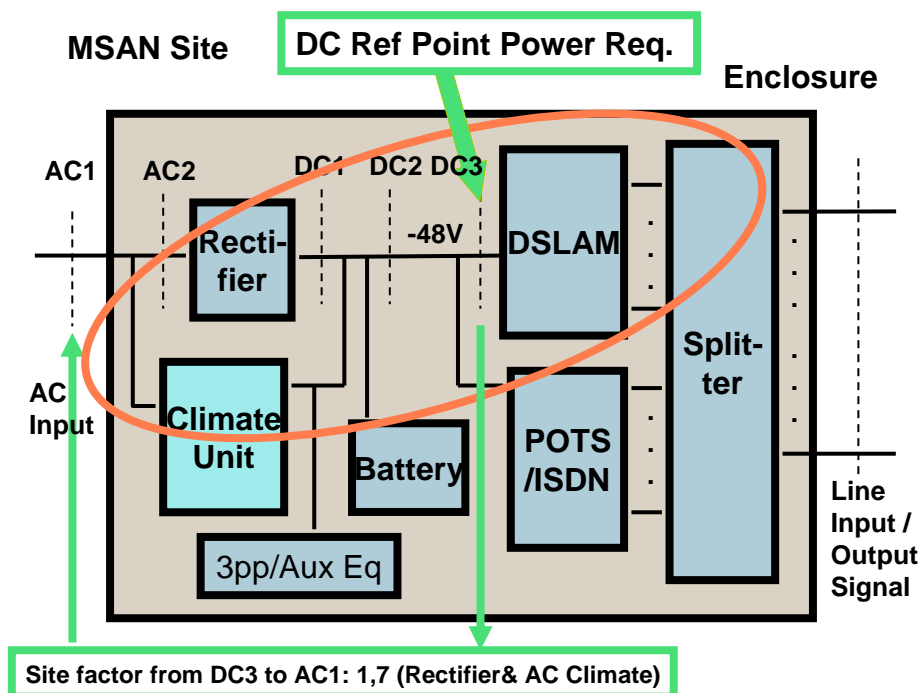 MSAN Site
DC Ref Point Power Req.
Enclosure
AC1
AC2
DC1
DC2
DC3
Recti-
fier
-48V
DSLAM
Split-
ter
AC
Input
Climate
Unit
Battery
POTS
/ISDN
3pp/Aux Eq
Line
Input /
Output
Signal
Site factor from DC3 to AC1: 1,7 (Rectifier& AC Climate)